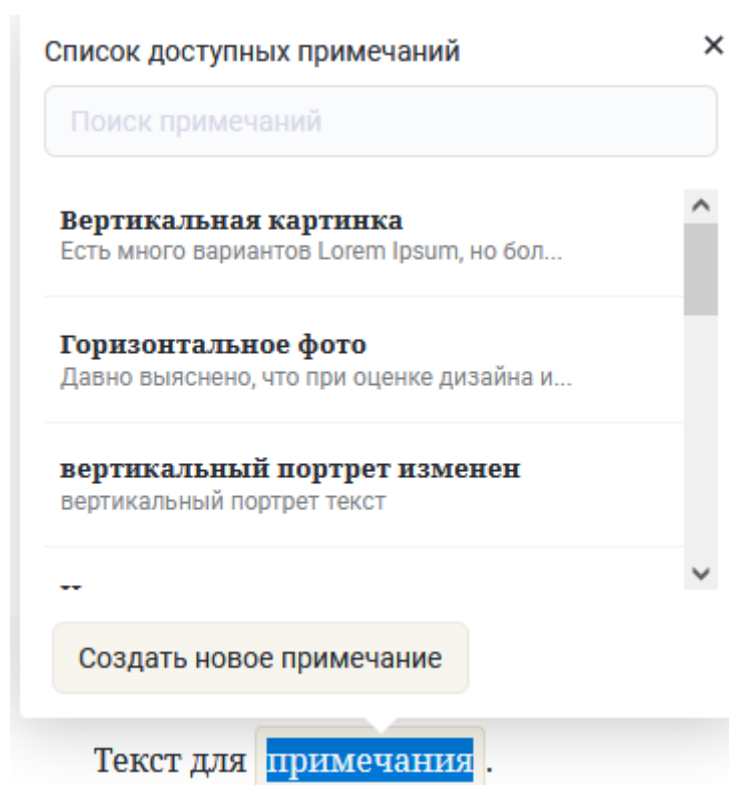 Список доступных примечаний
Поиск примечаний
Вертикальная картинка
Есть много вариантов Lorem Ipsum, но бол...
Горизонтальное фото
Давно выяснено, что при оценке дизайна и...
вертикальный портрет изменен
вертикальный портрет текст
Создать новое примечание
Текст для примечания.